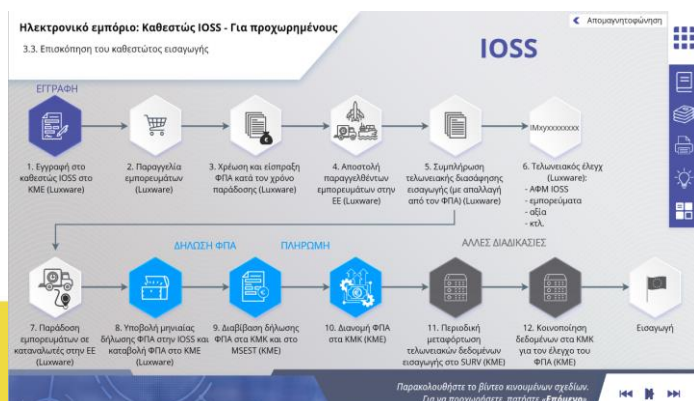 Ηλεκτρονικό εμπόριο: Καθεστώς IOSS - Για προχωρημένους
Απομαγνητοφώνηση
3.3. Επισκόπηση του καθεστώτος εισαγωγής
IOSS
ΕΓΓΡΑΦΗ
IMxyxxxxxxxx
1. Εγγραφή στο
καθεστώς IOSS στο
ΚΜΕ (Luxware)
2. Παραγγελία
εμπορευμάτων
(Luxware)
3. Χρέωση και είσπραξη
ΦΠΑ κατά τον χρόνο
παράδοσης (Luxware)
4. Αποστολή
παραγγελθέντων
εμπορευμάτων στην
ΕΕ (Luxware)
5. Συμπλήρωση
τελωνειακής διασάφησης
εισαγωγής (με απαλλαγή
από τον ΦΠΑ) (Luxware)
6. Τελωνειακός έλεγχ
(Luxware):
- ΑΦΜ IOSS
- εμπορεύματα
- αξία
- κτλ.
ΔΗΛΩΣΗ ΦΠΑ
ΠΛΗΡΩΜΗ
ΑΛΛΕΣ ΔΙΑΔΙΚΑΣΙΕΣ
7. Παράδοση
εμπορευμάτων σε
καταναλωτές στην ΕΕ
(Luxware)
8. Υποβολή μηνιαίας
δήλωσης ΦΠΑ στην IOSS και
καταβολή ΦΠΑ στο ΚΜΕ
(Luxware)
9. Διαβίβαση δήλωσης
ΦΠΑ στα ΚΜΚ και στο
MSEST (ΚΜΕ)
10. Διανομή ΦΠΑ
στα ΚΜΚ (ΚΜΕ)
11. Περιοδική
μεταφόρτωση
τελωνειακών δεδομένων
εισαγωγής στο SURV (ΚΜΕ)
12. Κοινοποίηση
δεδομένων στα ΚΜΚ
για τον έλεγχο του
ΦΠΑ (ΚΜΕ)
Εισαγωγή
Παρακολουθήστε το βίντεο κινουμένων σχεδίων.
Για να προχωρήσετε, πατήστε «Επόμενο».